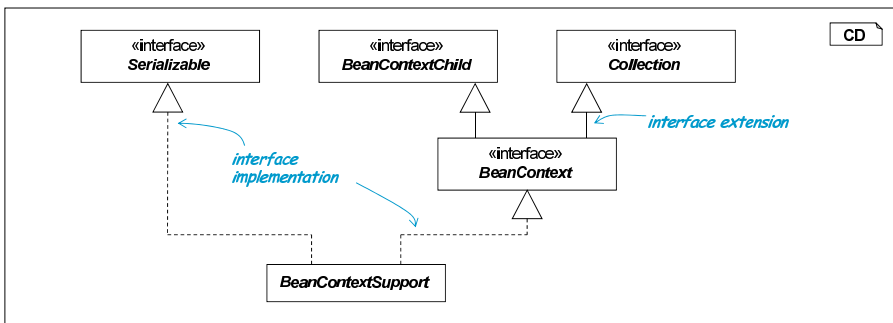 «interface»
Serializable
«interface»
BeanContextChild
«interface»
Collection
CD
interface extension
«interface»
BeanContext
interface
implementation
BeanContextSupport